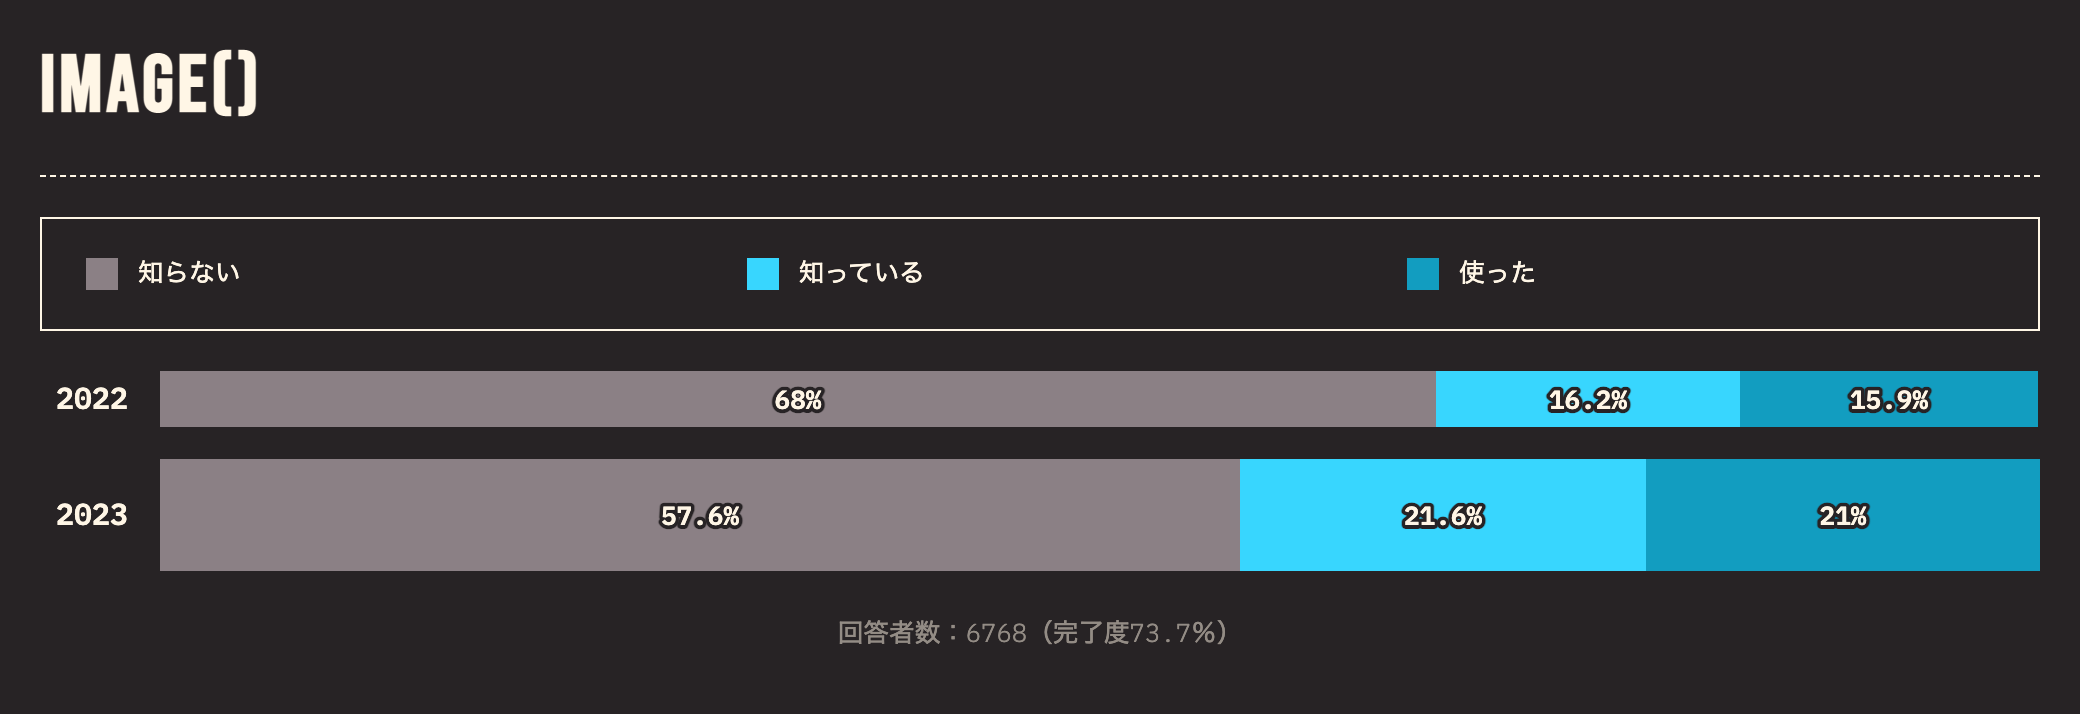 IMAGE()
知らない 知っている 使った
2022 68% 16.2% 15.9%
2023 57.6% 21.6% 21%
回答者数：6768（完了度73.7%）